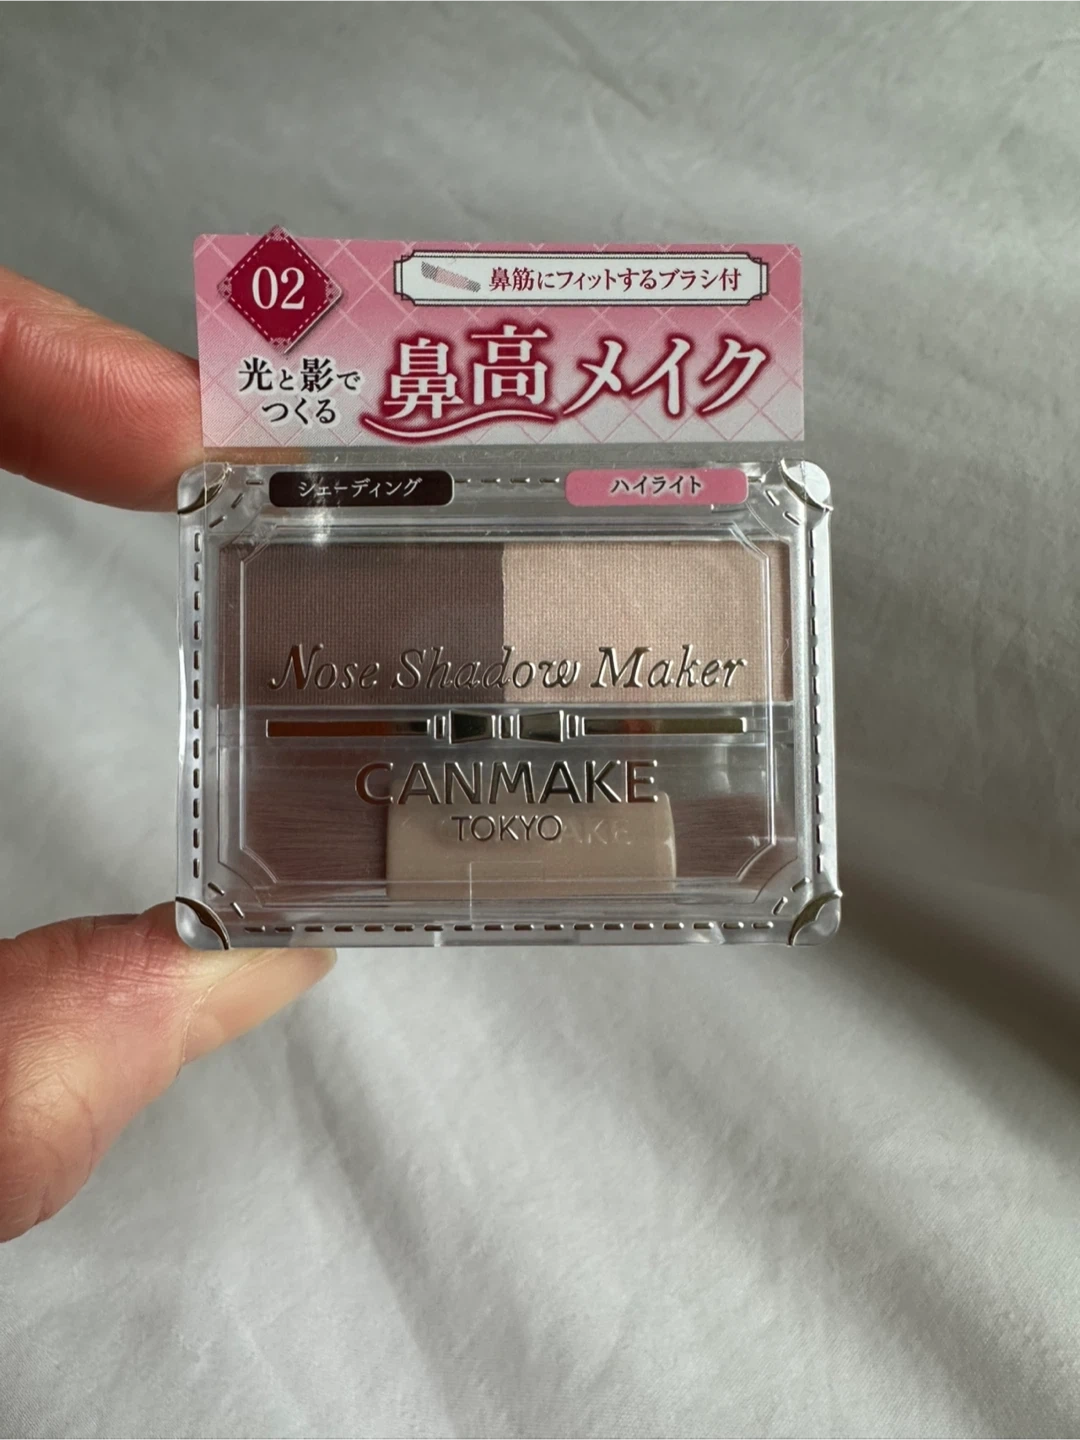 02
鼻筋にフィットするブラシ付
光と影で
つくる
鼻高メイク
シェーディング
ハイライト
Nose Shadow Maker
CANMAKE
TOKYO